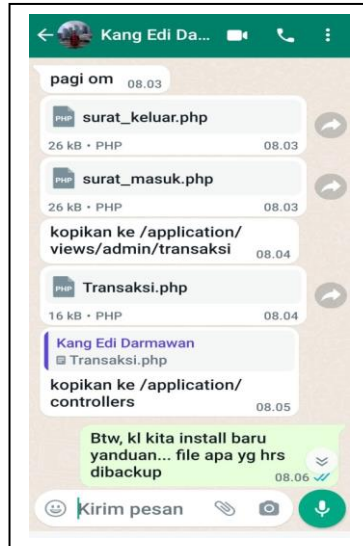 Kang Edi Da...
pagi om 08.03
PHP surat_keluar.php
26 kB • PHP 08.03
PHP surat_masuk.php
26 kB • PHP 08.03
kopikan ke /application/
views/admin/transaksi 08.04
PHP Transaksi.php
16 kB • PHP 08.04
Kang Edi Darmawan
Transaksi.php
kopikan ke /application/
controllers 08.05
Btw, kl kita install baru
yanduan... file apa yg hrs
dibackup 08.06
Kirim pesan